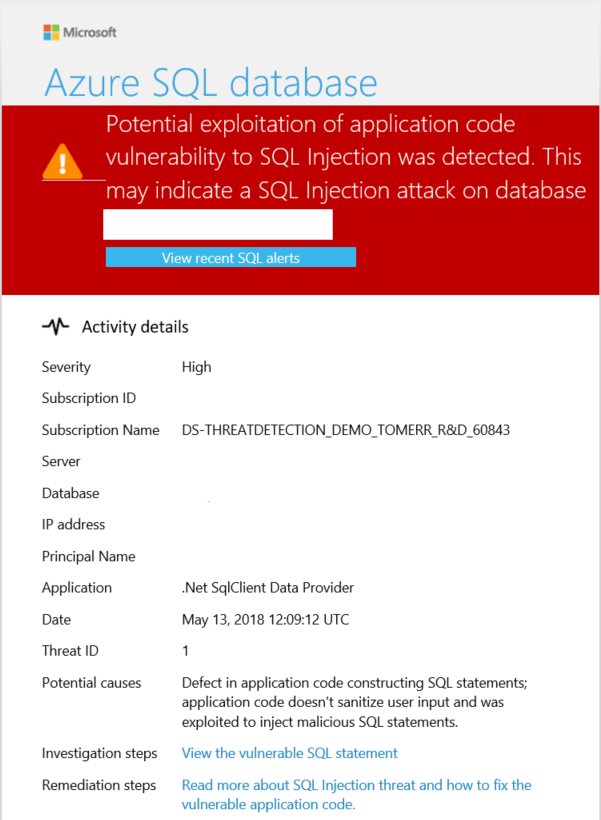 Microsoft
Azure SQL database
Potential exploitation of application code
vulnerability to SQL Injection was detected. This
may indicate a SQL Injection attack on database
View recent SQL alerts
Activity details
Severity High
Subscription ID
Subscription Name DS-THREATDETECTION_DEMO_TOMERR_R&D_60843
Server
Database
IP address
Principal Name
Application .Net SqlClient Data Provider
Date May 13, 2018 12:09:12 UTC
Threat ID 1
Potential causes Defect in application code constructing SQL statements;
application code doesn't sanitize user input and was
exploited to inject malicious SQL statements.
Investigation steps View the vulnerable SQL statement
Remediation steps Read more about SQL Injection threat and how to fix the
vulnerable application code.